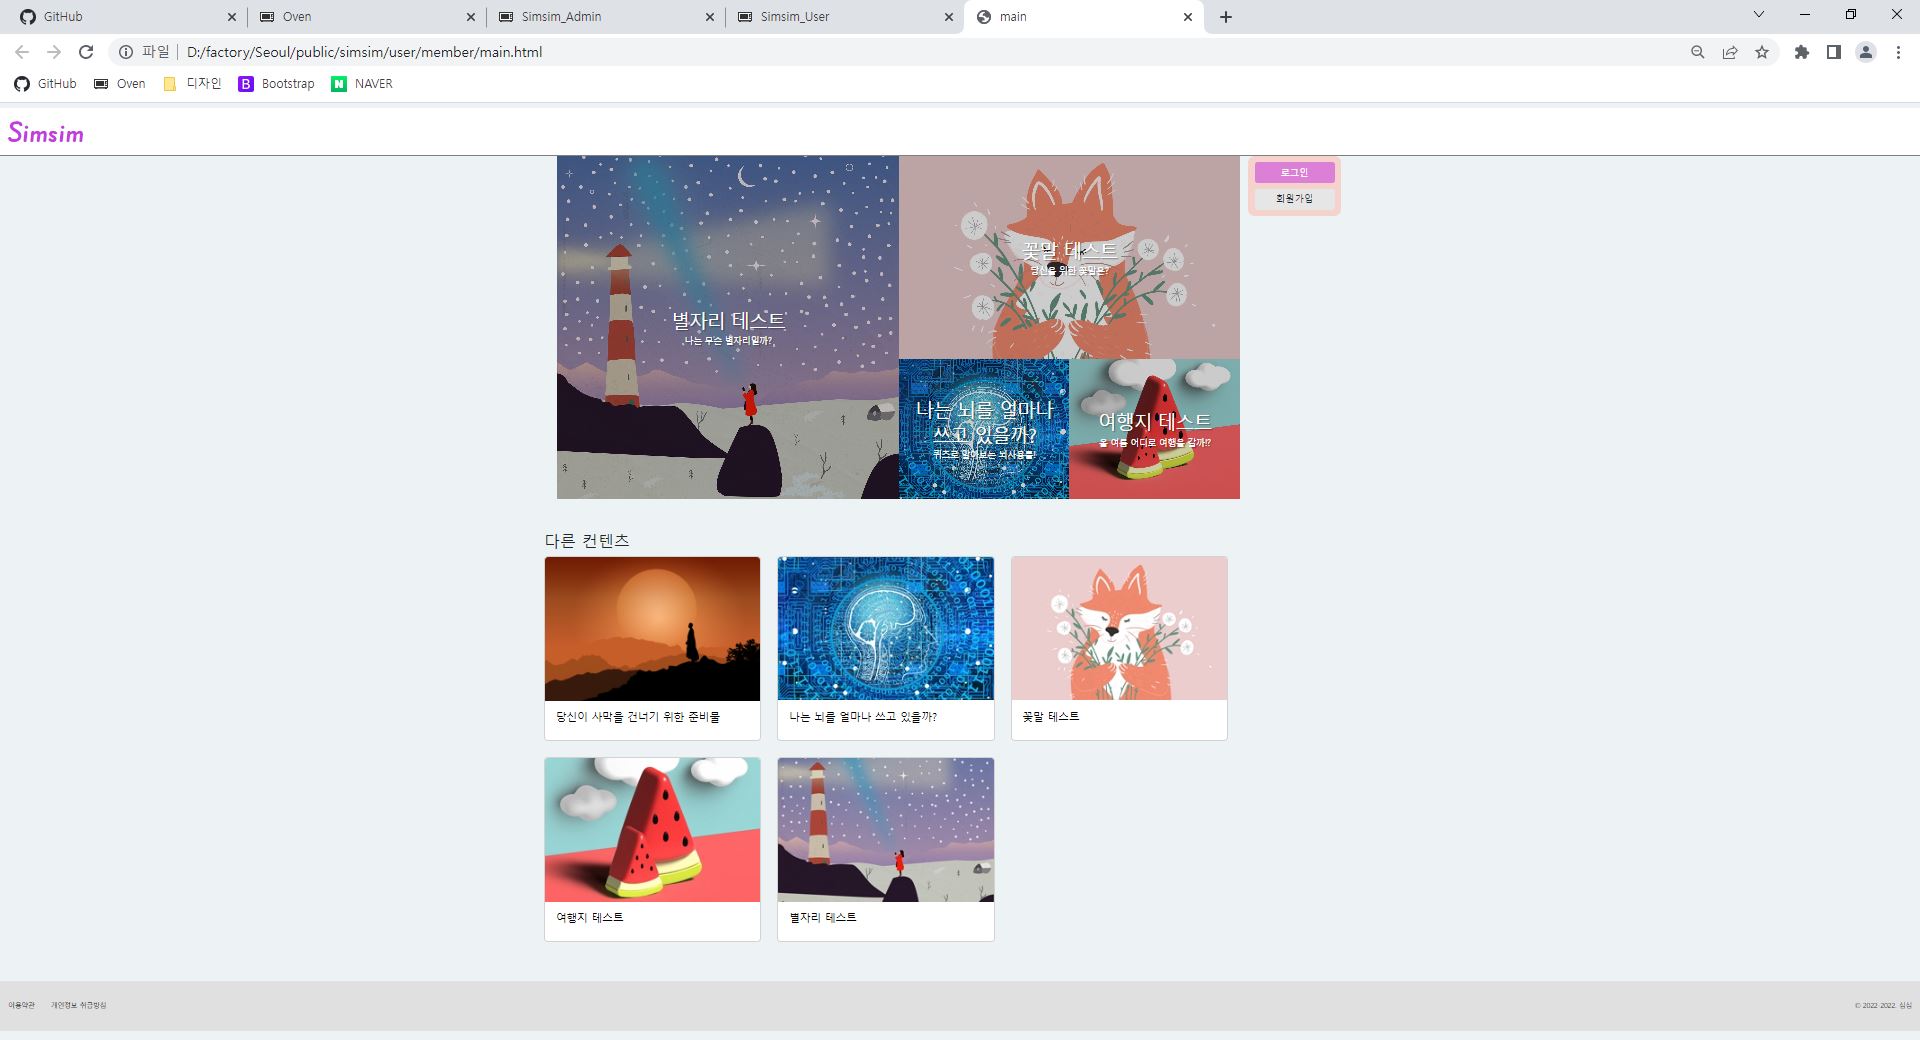 GitHub
Oven
Simsim_Admin
Simsim_User
main
파일 D:/factory/Seoul/public/simsim/user/member/main.html
GitHub
Oven
디자인
Bootstrap
NAVER
Simsim
로그인
회원가입
별자리 테스트
나는 무슨 별자리일까?
꽃말 테스트
당신을 위한 꽃말은?
나는 뇌를 얼마나
쓰고 있을까?
퀴즈로 알아보는 뇌사용률!
여행지 테스트
올 여름 어디로 여행을 갈까!?
다른 컨텐츠
당신이 사막을 건너기 위한 준비물
나는 뇌를 얼마나 쓰고 있을까?
꽃말 테스트
여행지 테스트
별자리 테스트
이용약관
개인정보 취급방침
© 2022-2022. 심심